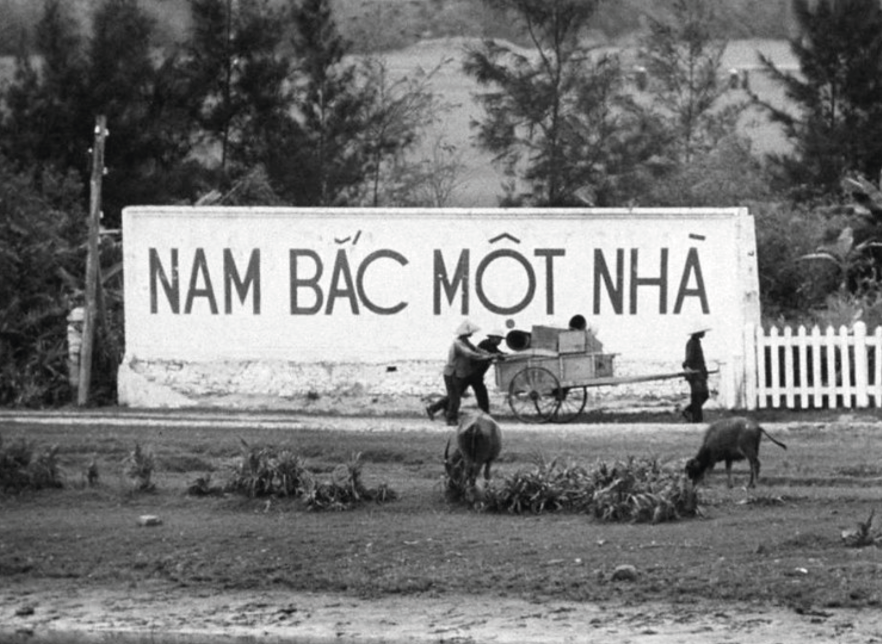 NAM BẮC MỘT NHÀ